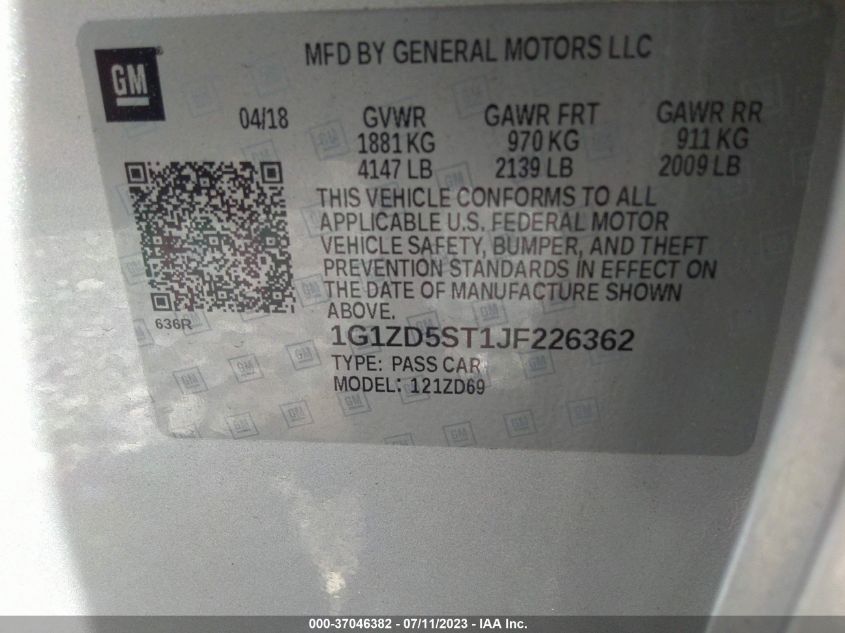 GM
MFD BY GENERAL MOTORS LLC
04/18 GVWR GAWR FRT GAWR RR
1881 KG 970 KG 911 KG
4147 LB 2139 LB 2009 LB
THIS VEHICLE CONFORMS TO ALL
APPLICABLE U.S. FEDERAL MOTOR
VEHICLE SAFETY, BUMPER, AND THEFT
PREVENTION STANDARDS IN EFFECT ON
THE DATE OF MANUFACTURE SHOWN
ABOVE.
636R
1G1ZD5ST1JF226362
TYPE: PASS CAR
MODEL: 121ZD69
000-37046382 - 07/11/2023 - IAA Inc.